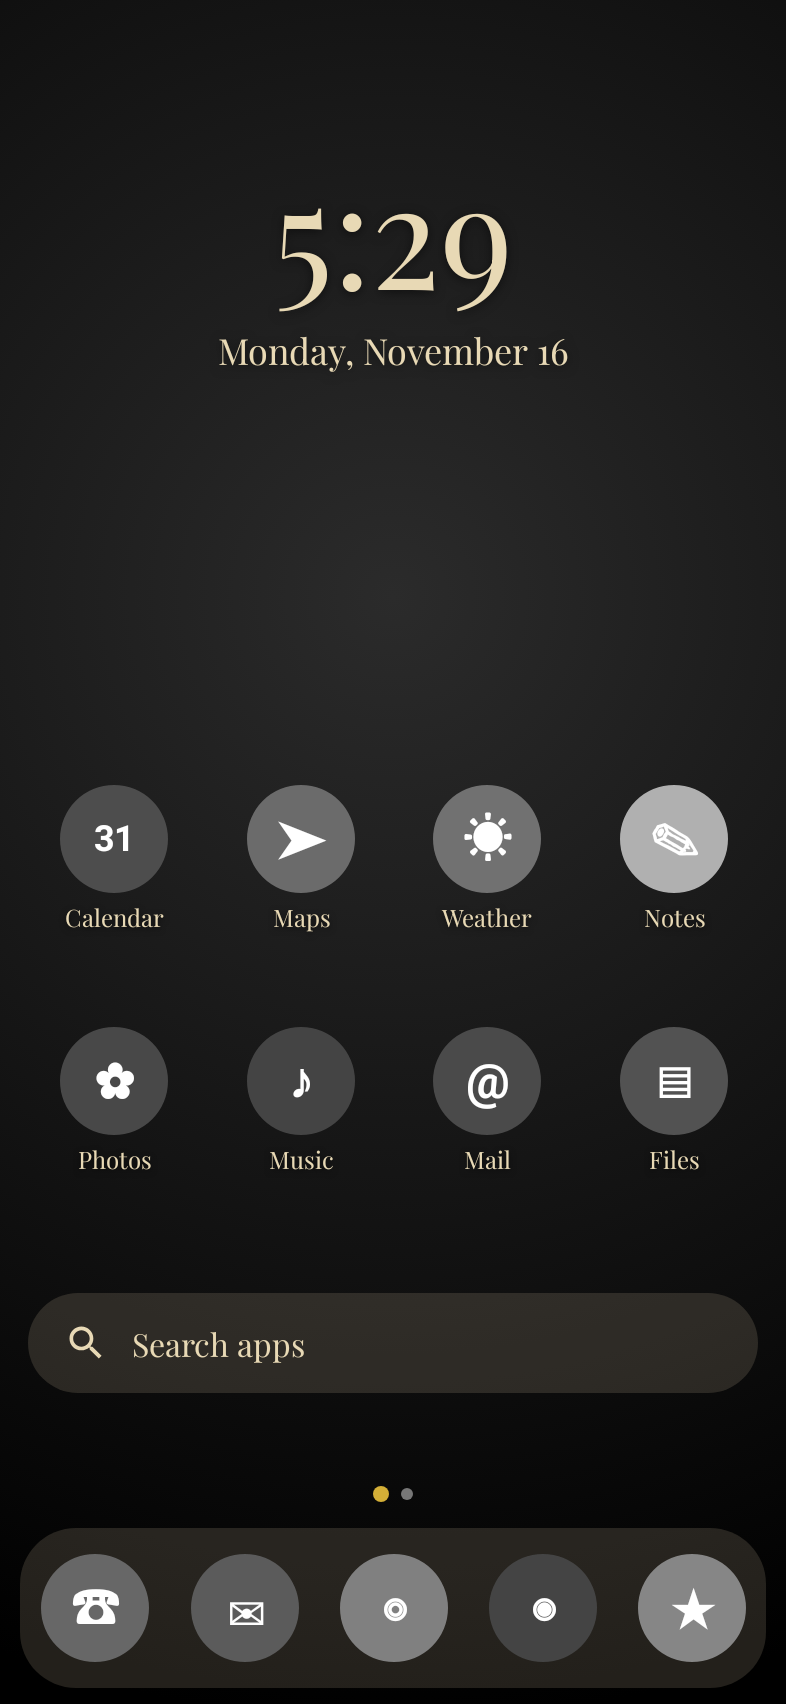 5:29
Monday, November 16
31
Calendar
Maps
Weather
Notes
@
Photos
Music
Mail
Files
Search apps